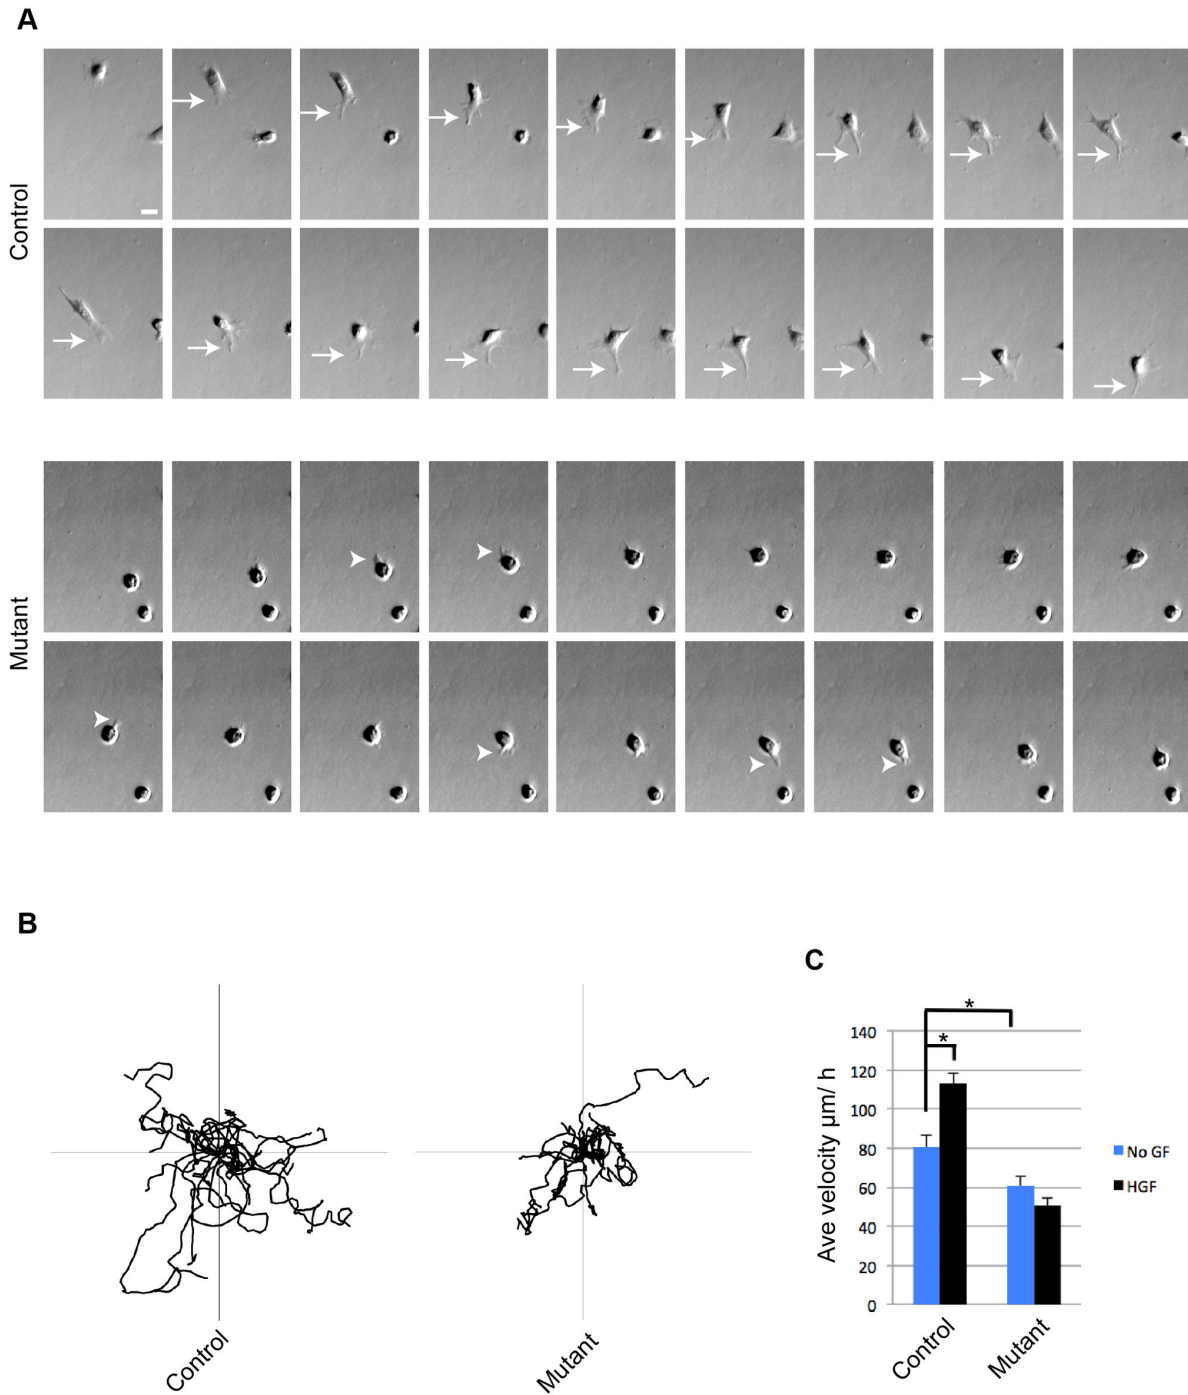 A
Control
Mutant
B
Control
Mutant
C
Ave velocity µm/ h
*
*
140
120
100
80
60
40
20
0
Control
Mutant
No GF
HGF